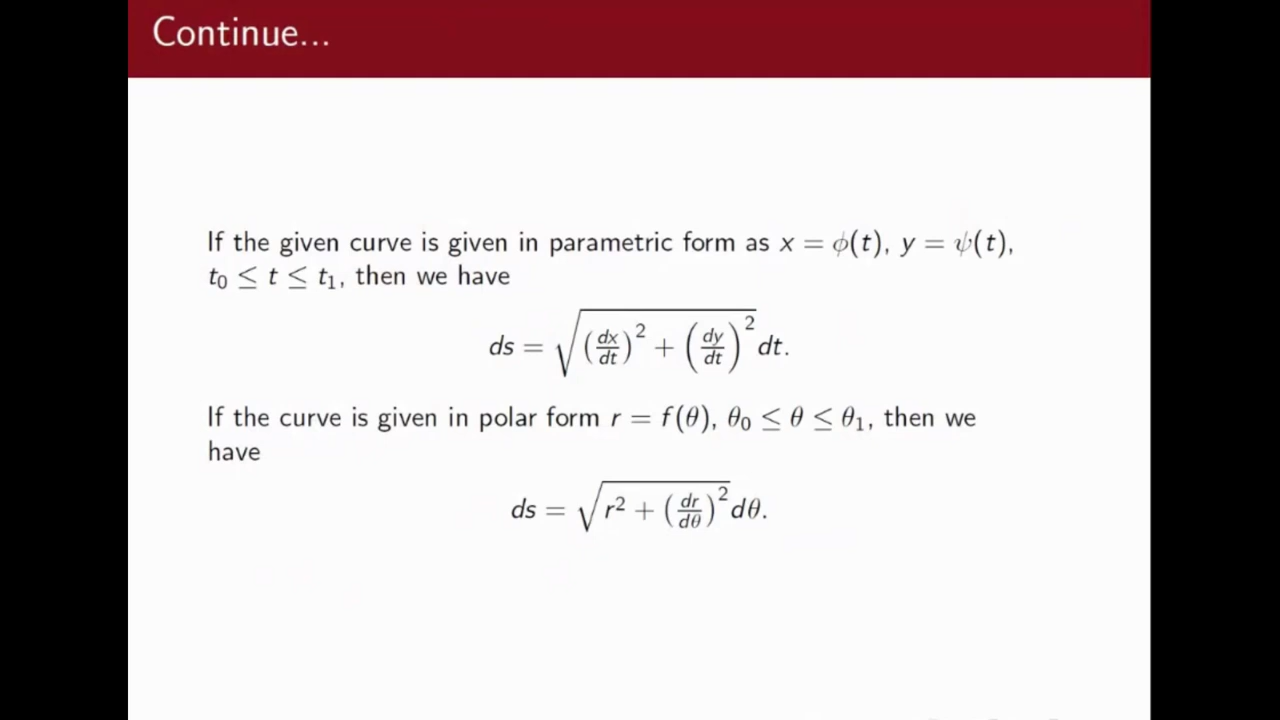 Continue...
If the given curve is given in parametric form as x = ϕ(t), y = ψ(t),
t₀ ≤ t ≤ t₁, then we have
ds = √((dx/dt)² + (dy/dt)²) dt.
If the curve is given in polar form r = f(θ), θ₀ ≤ θ ≤ θ₁, then we
have
ds = √(r² + (dr/dθ)²) dθ.